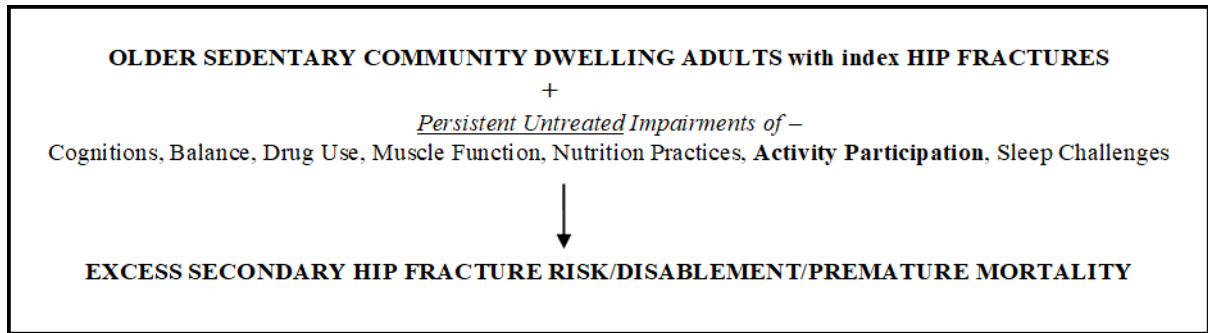 OLDER SEDENTARY COMMUNITY DWELLING ADULTS with index HIP FRACTURES
+
Persistent Untreated Impairments of –
Cognitions, Balance, Drug Use, Muscle Function, Nutrition Practices, Activity Participation, Sleep Challenges
EXCESS SECONDARY HIP FRACTURE RISK/DISABLEMENT/PREMATURE MORTALITY